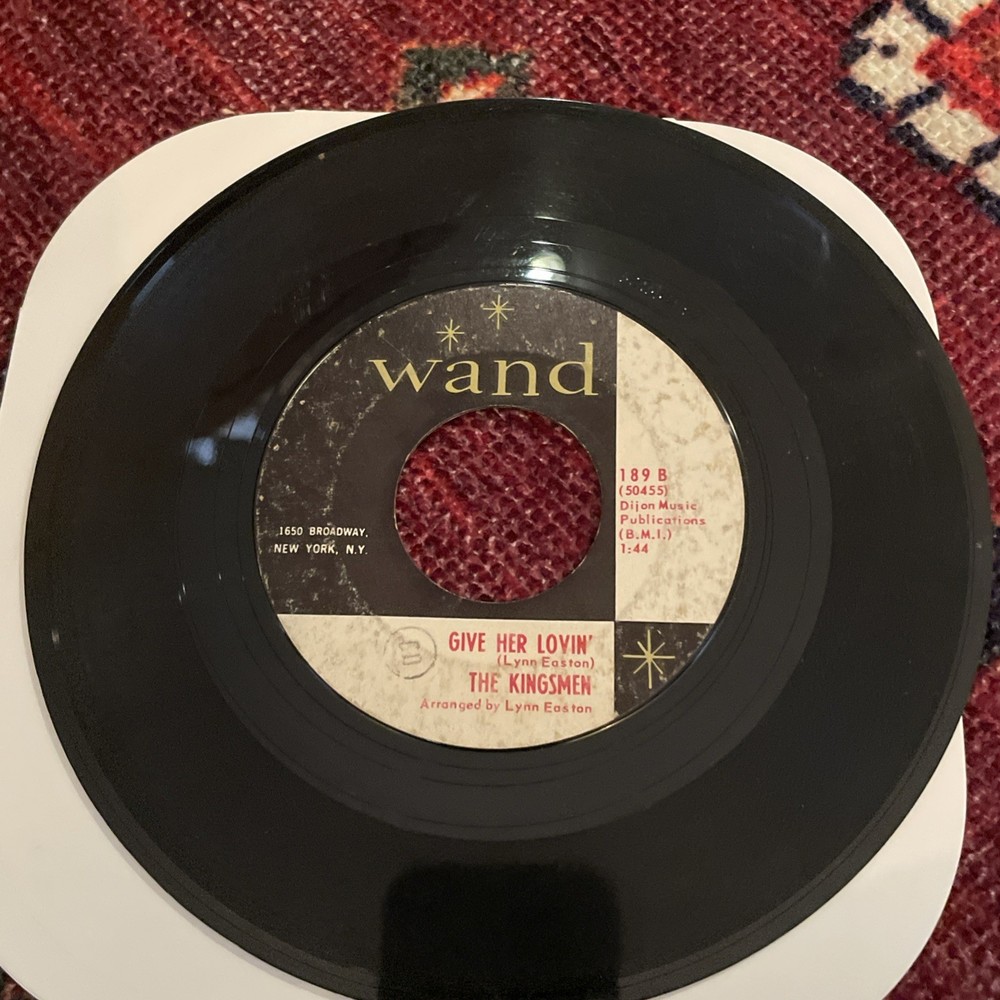 wand
1650 BROADWAY,
NEW YORK, N.Y.
189 B
(50455)
Dijon Music
Publications
(B.M.I.)
1:44
GIVE HER LOVIN'
(Lynn Easton)
THE KINGSMEN
Arranged by Lynn Easton